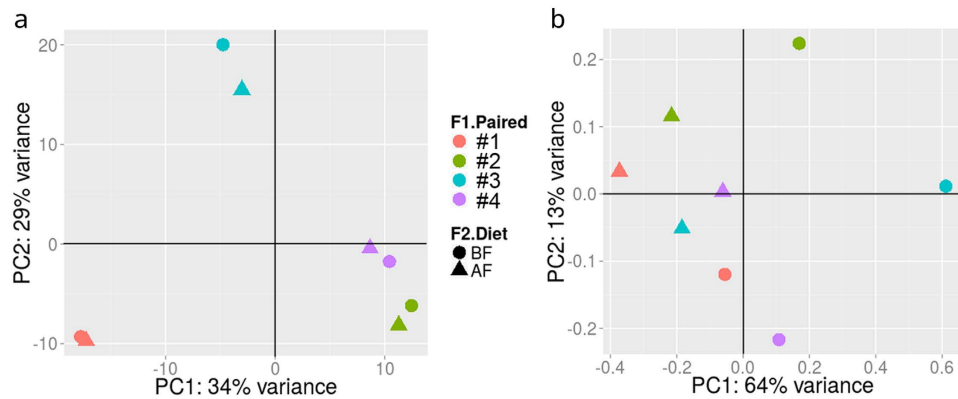 a
20
10
0
-10
PC2: 29% variance
-10
0
10
PC1: 34% variance
F1.Paired
#1
#2
#3
#4
F2.Diet
BF
AF
b
0.2
0.1
0.0
-0.1
-0.2
PC2: 13% variance
-0.4
-0.2
0.0
0.2
0.4
0.6
PC1: 64% variance